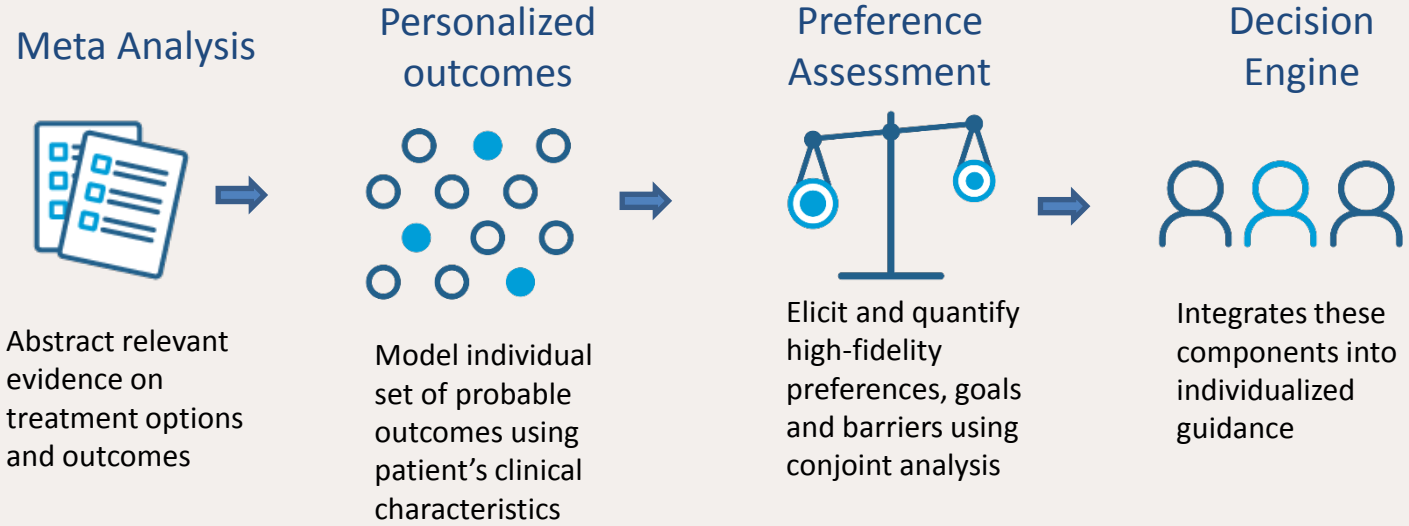 Meta Analysis
Abstract relevant
evidence on
treatment options
and outcomes
Personalized
outcomes
Model individual
set of probable
outcomes using
patient’s clinical
characteristics
Preference
Assessment
Elicit and quantify
high-fidelity
preferences, goals
and barriers using
conjoint analysis
Decision
Engine
Integrates these
components into
individualized
guidance